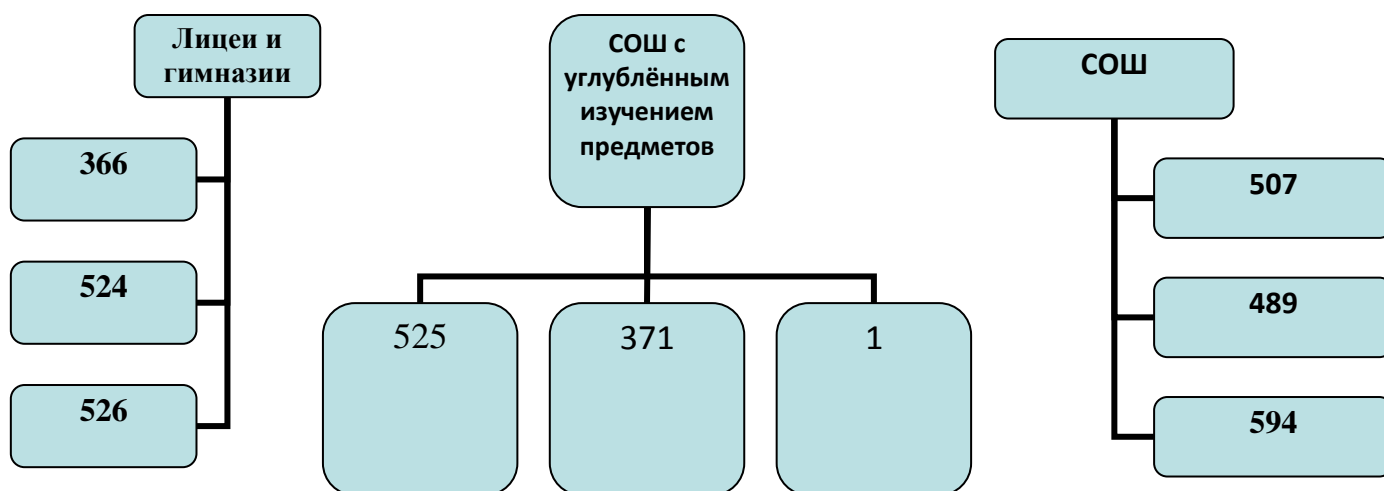 Лицеи и
гимназии
366
524
526
СОШ с
углублённым
изучением
предметов
525
371
1
СОШ
507
489
594